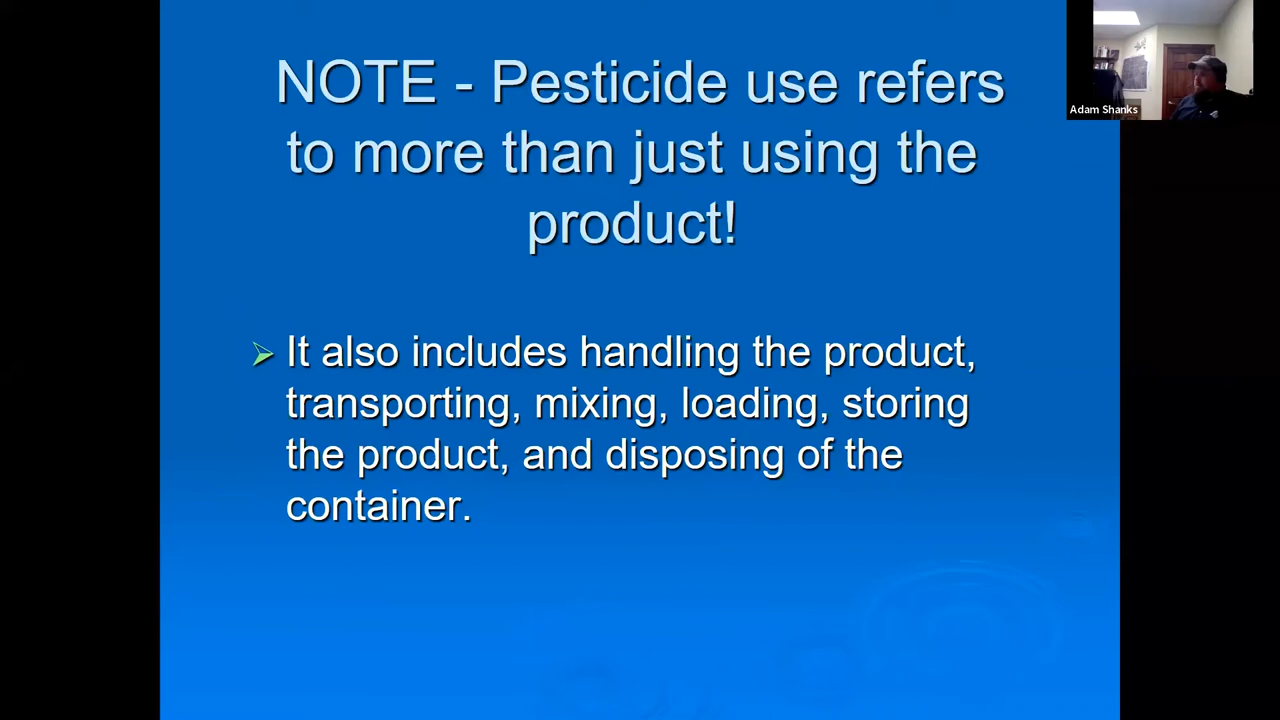 NOTE - Pesticide use refers
to more than just using the
product!
It also includes handling the product,
transporting, mixing, loading, storing
the product, and disposing of the
container.
Adam Shanks